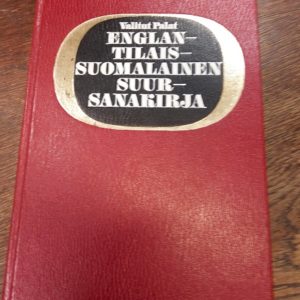 Valitut Palat
ENGLAN-
TILAIS-
SUOMALAINEN
SUUR-
SANAKIRJA